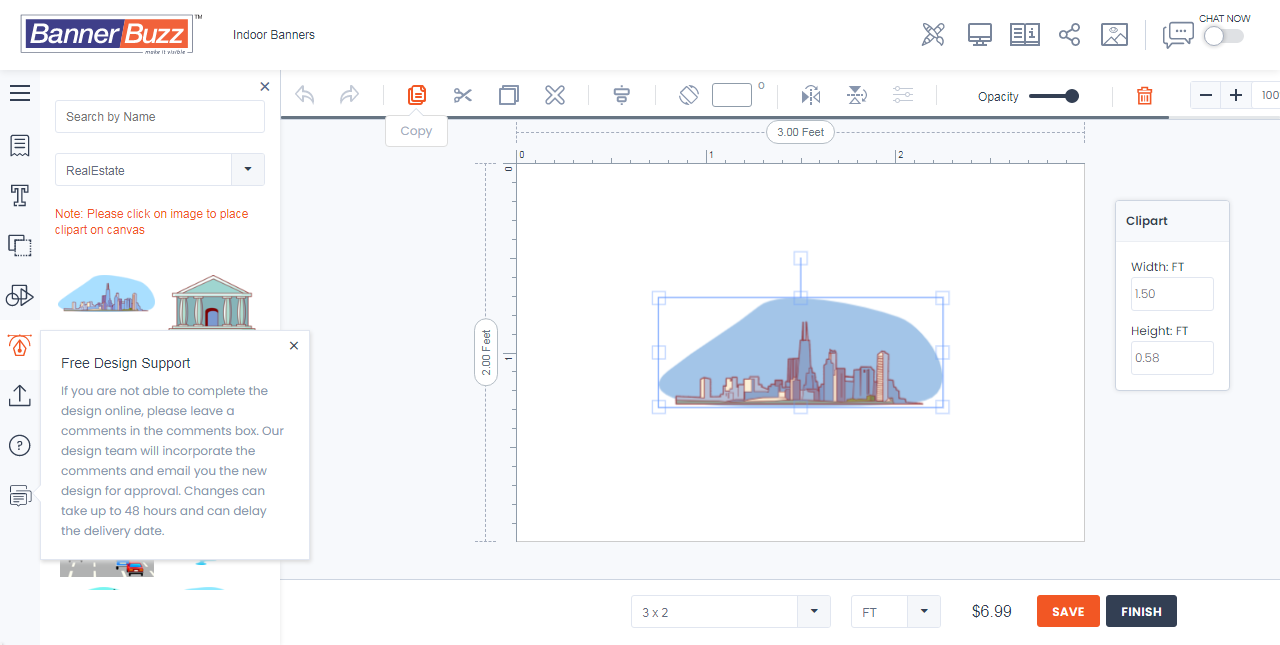 BannerBuzz™
make it visible
Indoor Banners
CHAT NOW
Search by Name
RealEstate
Note: Please click on image to place
clipart on canvas
Copy
0
Opacity
100
3.00 Feet
0
1
2
0
1
2.00 Feet
Clipart
Width: FT
1.50
Height: FT
0.58
Free Design Support
If you are not able to complete the
design online, please leave a
comments in the comments box. Our
design team will incorporate the
comments and email you the new
design for approval. Changes can
take up to 48 hours and can delay
the delivery date.
3 x 2
FT
$6.99
SAVE
FINISH